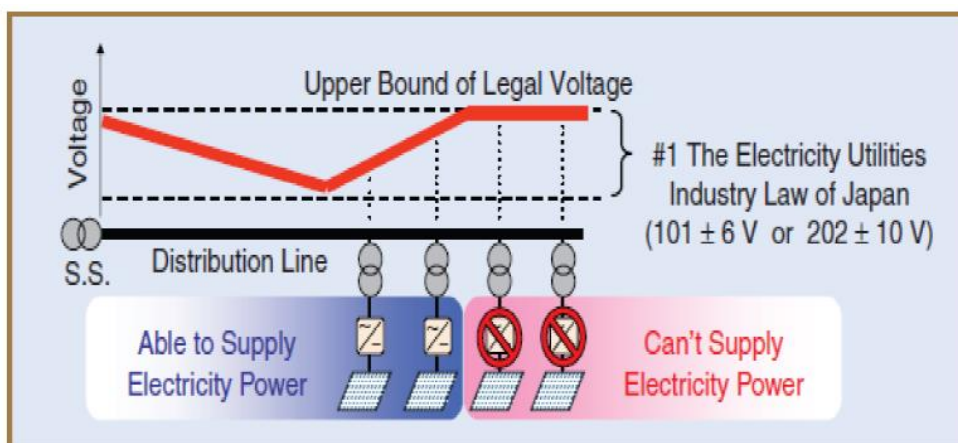 Upper Bound of Legal Voltage
Voltage
#1 The Electricity Utilities
Industry Law of Japan
(101 ± 6 V or 202 ± 10 V)
S.S.
Distribution Line
Able to Supply
Electricity Power
Can't Supply
Electricity Power